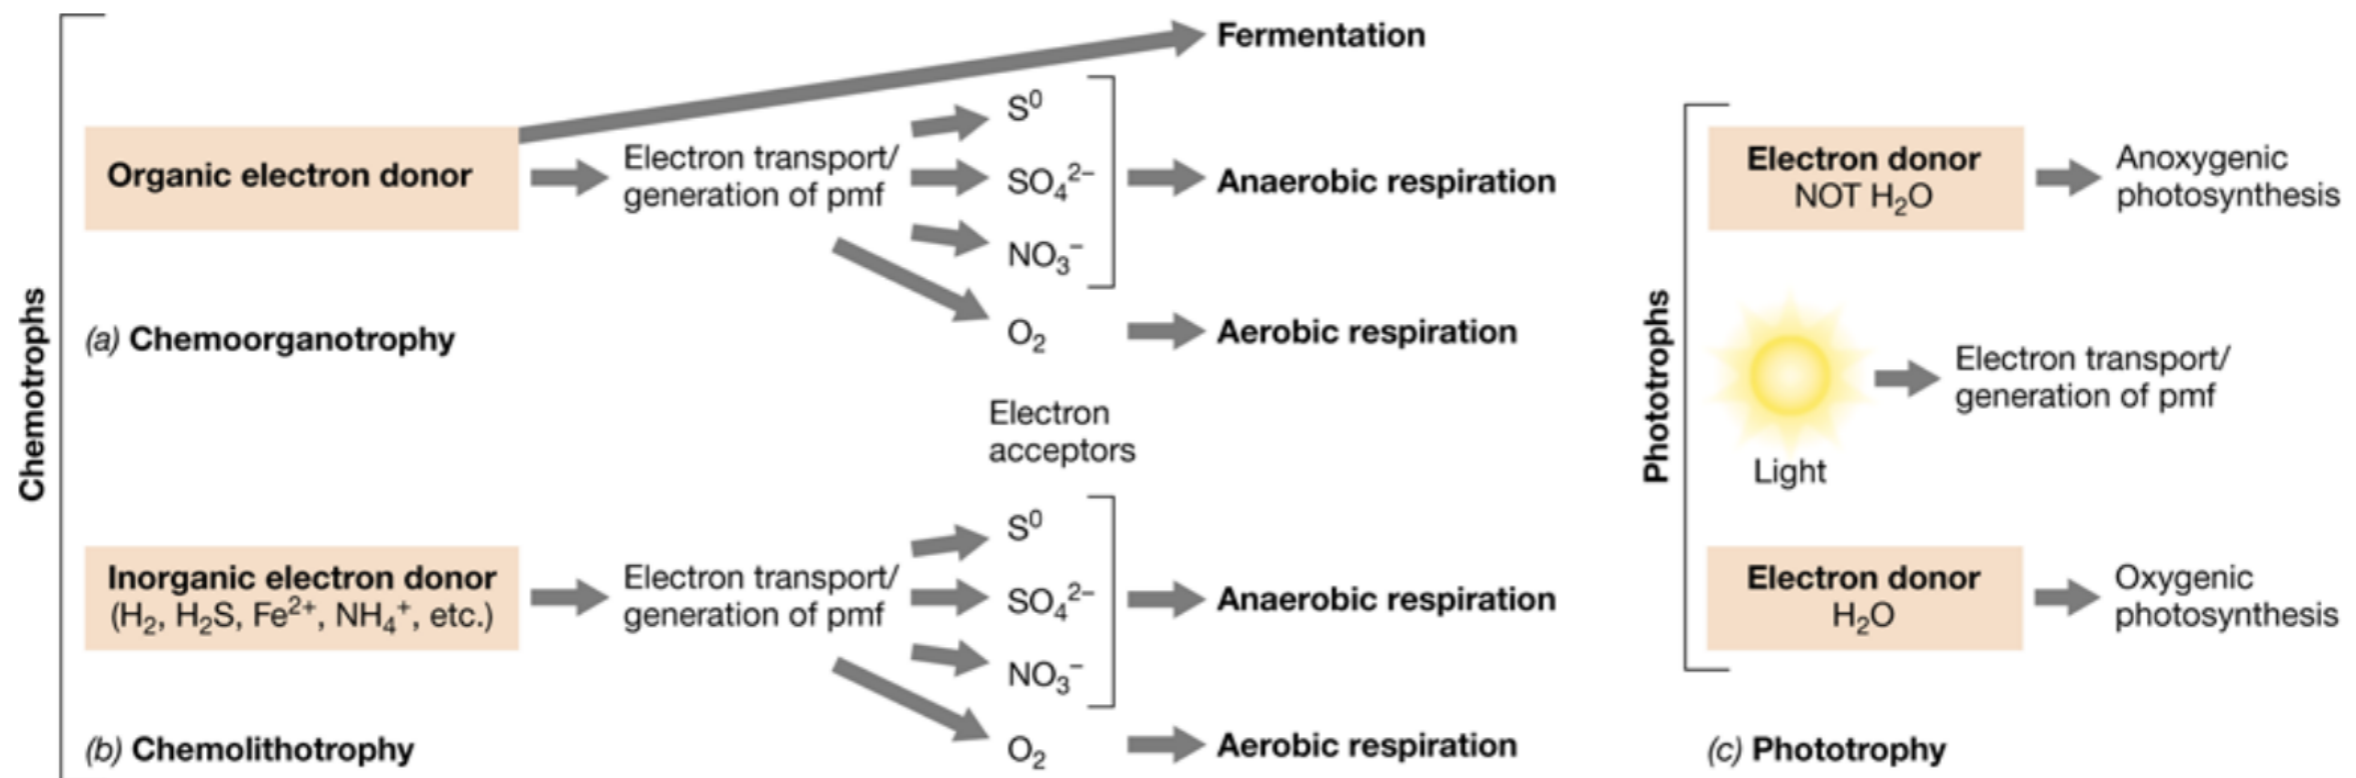 Chemotrophs
Fermentation
Organic electron donor
Electron transport/
generation of pmf
S⁰
SO₄²⁻
NO₃⁻
Anaerobic respiration
O₂
Aerobic respiration
(a) Chemoorganotrophy
Electron
acceptors
Inorganic electron donor
(H₂, H₂S, Fe²⁺, NH₄⁺, etc.)
Electron transport/
generation of pmf
S⁰
SO₄²⁻
NO₃⁻
Anaerobic respiration
O₂
Aerobic respiration
(b) Chemolithotrophy
Phototrophs
Electron donor
NOT H₂O
Anoxygenic
photosynthesis
Light
Electron transport/
generation of pmf
Electron donor
H₂O
Oxygenic
photosynthesis
(c) Phototrophy